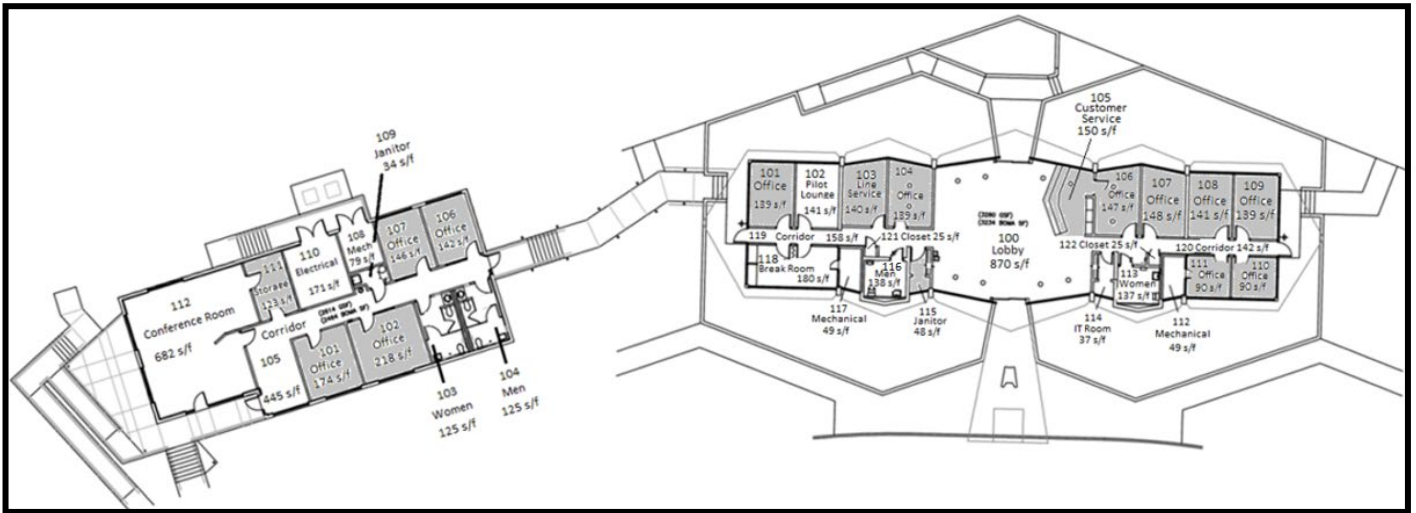 109
Janitor
34 s/f
108
Mech
79 s/f
107
Office
146 s/f
106
Office
142 s/f
110
Electrical
171 s/f
111
Storage
123 s/f
112
Conference Room
682 s/f
Corridor
105
445 s/f
101
Office
174 s/f
102
Office
218 s/f
103
Women
125 s/f
104
Men
125 s/f
105
Customer
Service
150 s/f
101
Office
139 s/f
102
Pilot
Lounge
141 s/f
103
Line
Service
140 s/f
104
Office
139 s/f
106
Office
147 s/f
107
Office
148 s/f
108
Office
141 s/f
109
Office
139 s/f
119 Corridor 158 s/f
121 Closet 25 s/f
100
Lobby
870 s/f
122 Closet 25 s/f
120 Corridor 142 s/f
118
Break Room
180 s/f
116
Men
138 s/f
113
Women
137 s/f
111
Office
90 s/f
110
Office
90 s/f
117
Mechanical
49 s/f
115
Janitor
48 s/f
114
IT Room
37 s/f
112
Mechanical
49 s/f